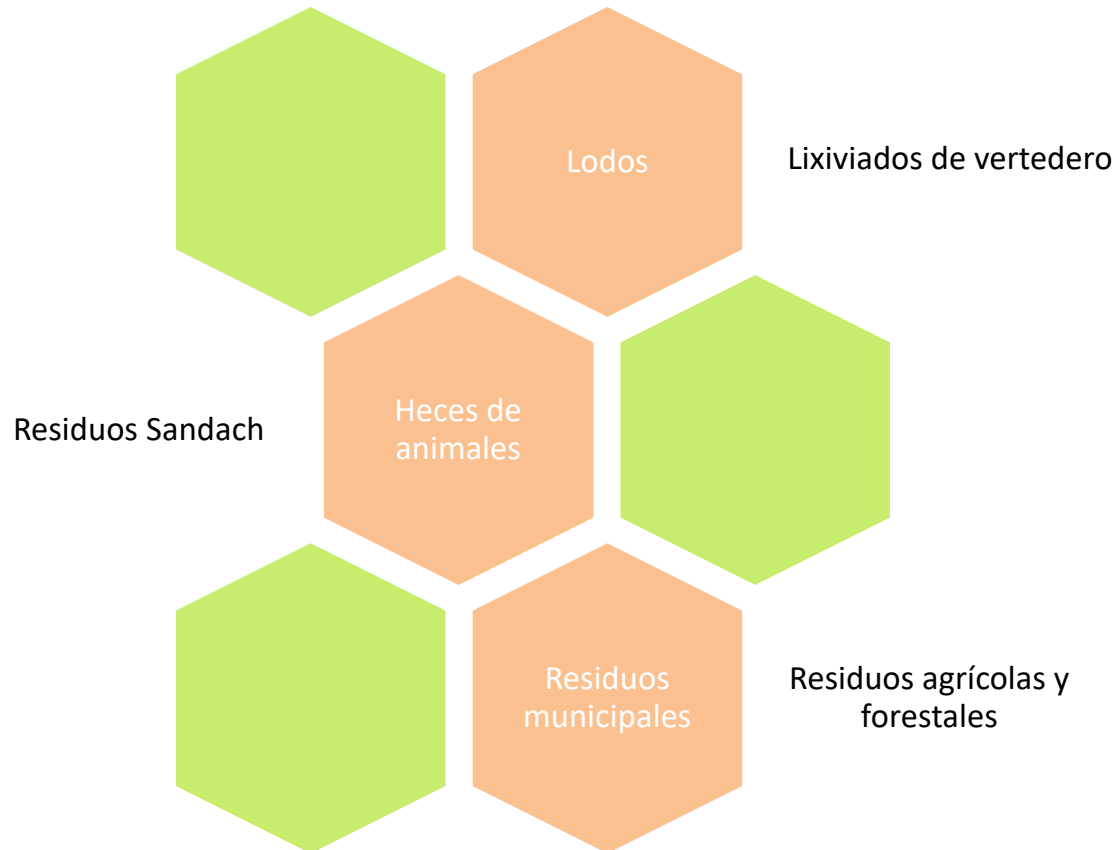 Lodos
Lixiviados de vertedero
Residuos Sandach
Heces de
animales
Residuos
municipales
Residuos agrícolas y
forestales